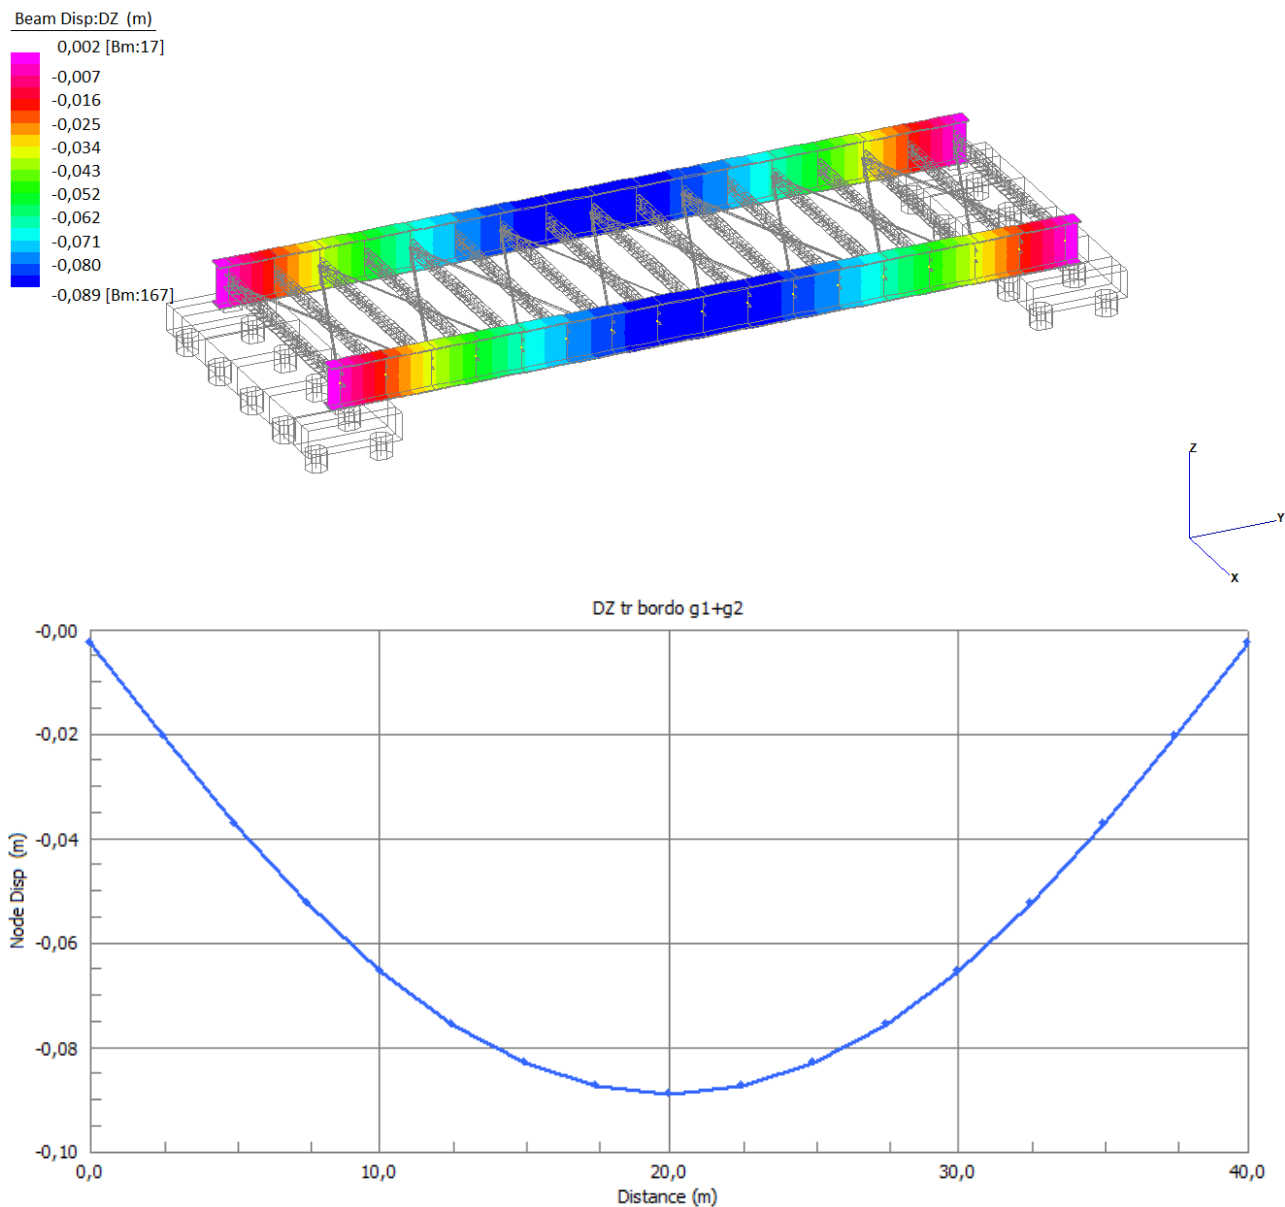 Beam Disp:DZ (m)
0,002 [Bm:17]
-0,007
-0,016
-0,025
-0,034
-0,043
-0,052
-0,062
-0,071
-0,080
-0,089 [Bm:167]
Z
Y
X
DZ tr bordo g1+g2
-0,00
-0,02
-0,04
-0,06
-0,08
-0,10
Node Disp (m)
0,0
10,0
20,0
30,0
40,0
Distance (m)